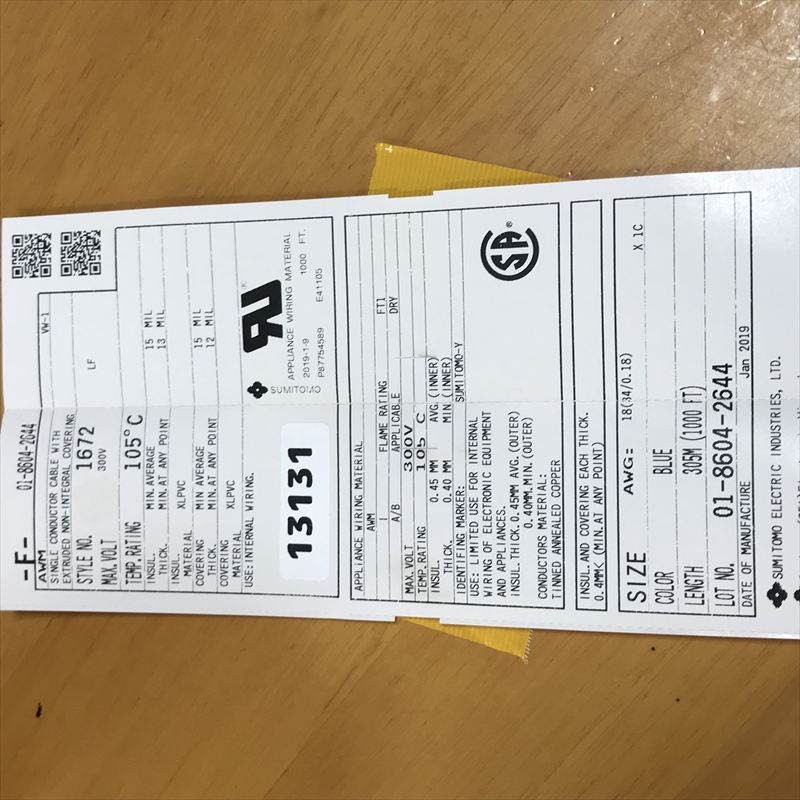 -F-
01-8604-2644
AWM
VW-1
SINGLE CONDUCTOR CABLE WITH
EXTRUDED NON-INTEGRAL COVERING
STYLE NO. 1672 LF
MAX.VOLT 300V
TEMP.RATING 105°C
INSUL. MIN.AVERAGE 15 MIL
THICK. MIN.AT ANY POINT 13 MIL
INSUL. XLPVC
MATERIAL
COVERING MIN AVERAGE 15 MIL
THICK. MIN.AT ANY POINT 12 MIL
COVERING XLPVC
MATERIAL
USE:INTERNAL WIRING.
13131
SUMITOMO
APPLIANCE WIRING MATERIAL
2019-1-9 1000 FT.
P87754589 E41105
APPLIANCE WIRING MATERIAL
AWM
I FLAME RATING FT1
A/B APPLICABLE DRY
MAX.VOLT 300V
TEMP.RATING 105 C
INSUL. 0.45 MM AVG.(INNER)
THICK. 0.40 MM MIN.(INNER)
IDENTIFYING MARKER: SUMITOMO-Y
USE: LIMITED USE FOR INTERNAL
WIRING OF ELECTRONIC EQUIPMENT
AND APPLIANCES.
INSUL.THICK.0.45MM AVG.(OUTER)
0.40MM.MIN.(OUTER)
CONDUCTORS MATERIAL:
TINNED ANNEALED COPPER
SA®
INSUL.AND COVERING EACH THICK.
0.4MM< (MIN.AT ANY POINT)
SIZE AWG= 18(34/0.18) X 1C
COLOR BLUE
LENGTH 305M (1000 FT)
LOT NO. 01-8604-2644
DATE OF MANUFACTURE Jan 2019
SUMITOMO ELECTRIC INDUSTRIES, LTD.